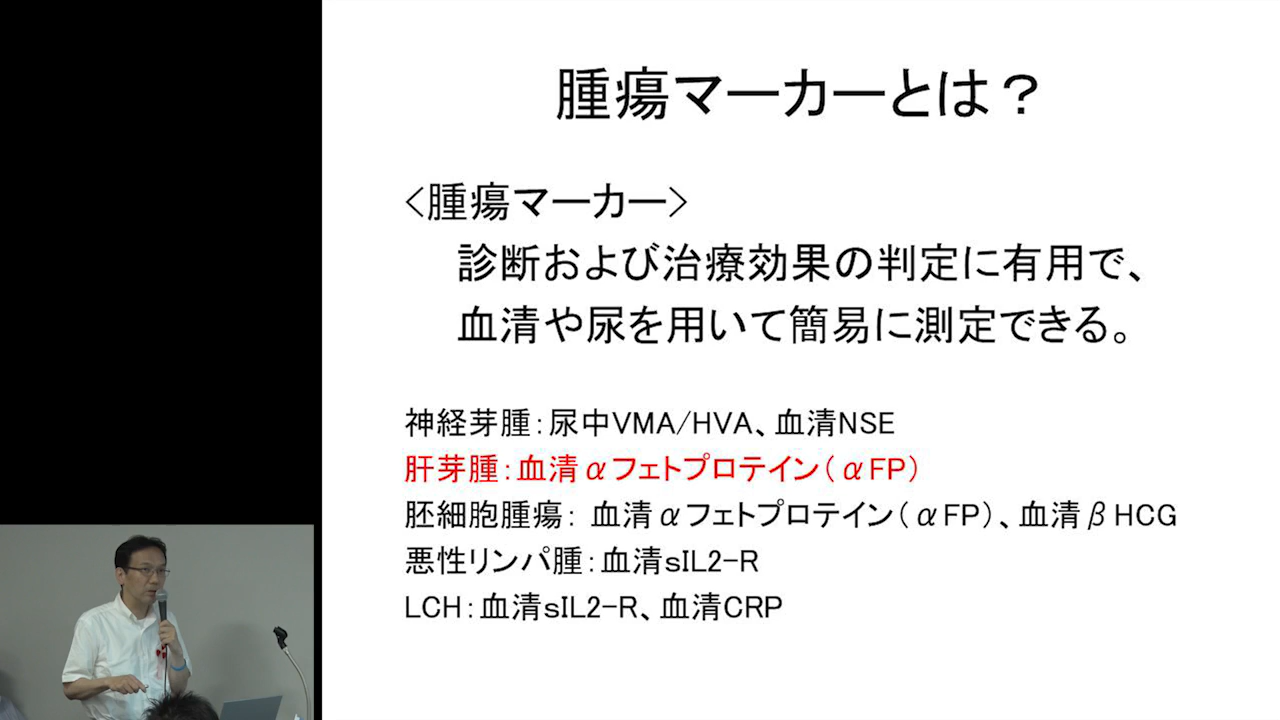 腫瘍マーカーとは？
<腫瘍マーカー>
診断および治療効果の判定に有用で、
血清や尿を用いて簡易に測定できる。
神経芽腫：尿中VMA/HVA、血清NSE
肝芽腫：血清αフェトプロテイン（αFP）
胚細胞腫瘍： 血清αフェトプロテイン（αFP）、血清βHCG
悪性リンパ腫：血清sIL2-R
LCH：血清sIL2-R、血清CRP